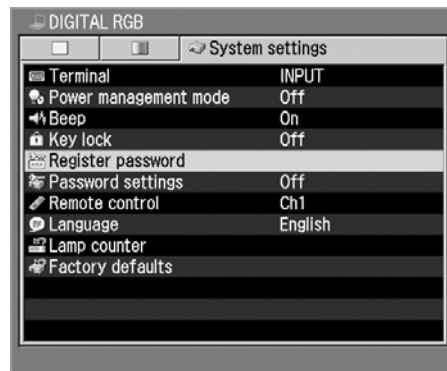 DIGITAL RGB
System settings
Terminal INPUT
Power management mode Off
Beep On
Key lock Off
Register password
Password settings Off
Remote control Ch1
Language English
Lamp counter
Factory defaults